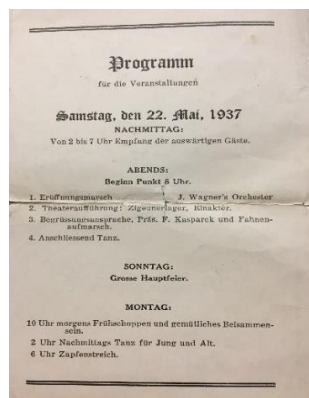 Programm
für die Veranstaltungen
Samstag, den 22. Mai, 1937
NACHMITTAG:
Von 2 bis 7 Uhr Empfang der auswärtigen Gäste.
ABENDS:
Beginn Punkt 8 Uhr.
1. Eröffnungsmarsch J. Wagner's Orchester
2. Theateraufführung: Zigeunerlager, Einakter.
3. Begrüssungsansprache, Präs. F. Kasparek und Fahnen-
aufmarsch.
4. Anschliessend Tanz.
SONNTAG:
Grosse Hauptfeier.
MONTAG:
10 Uhr morgens Frühschoppen und gemütliches Beisammen-
sein.
2 Uhr Nachmittags Tanz für Jung und Alt.
6 Uhr Zapfenstreich.